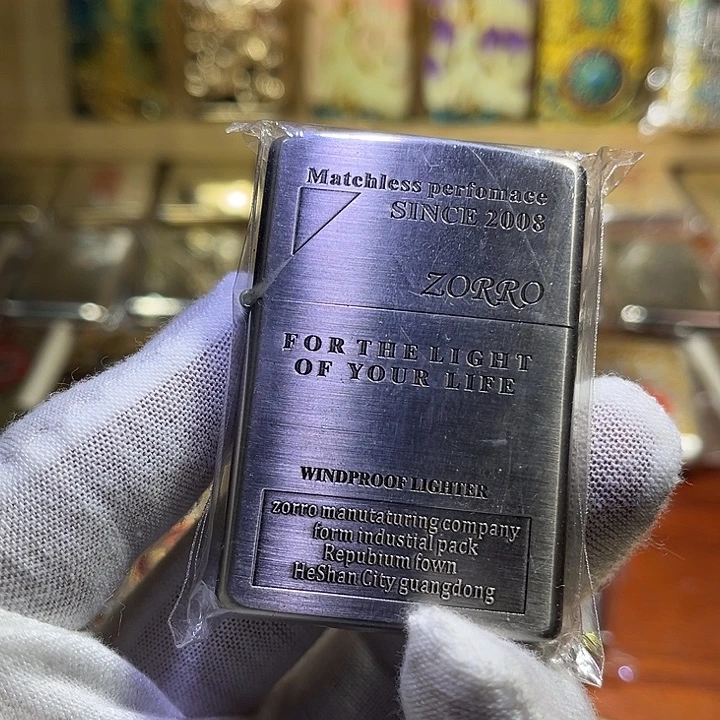 Matchless perfomace
SINCE 2008
ZORRO
FOR THE LIGHT
OF YOUR LIFE
WINDPROOF LIGHTER
zorro manutaturing company
form industial pack
Repubium fown
HeShan City guangdong